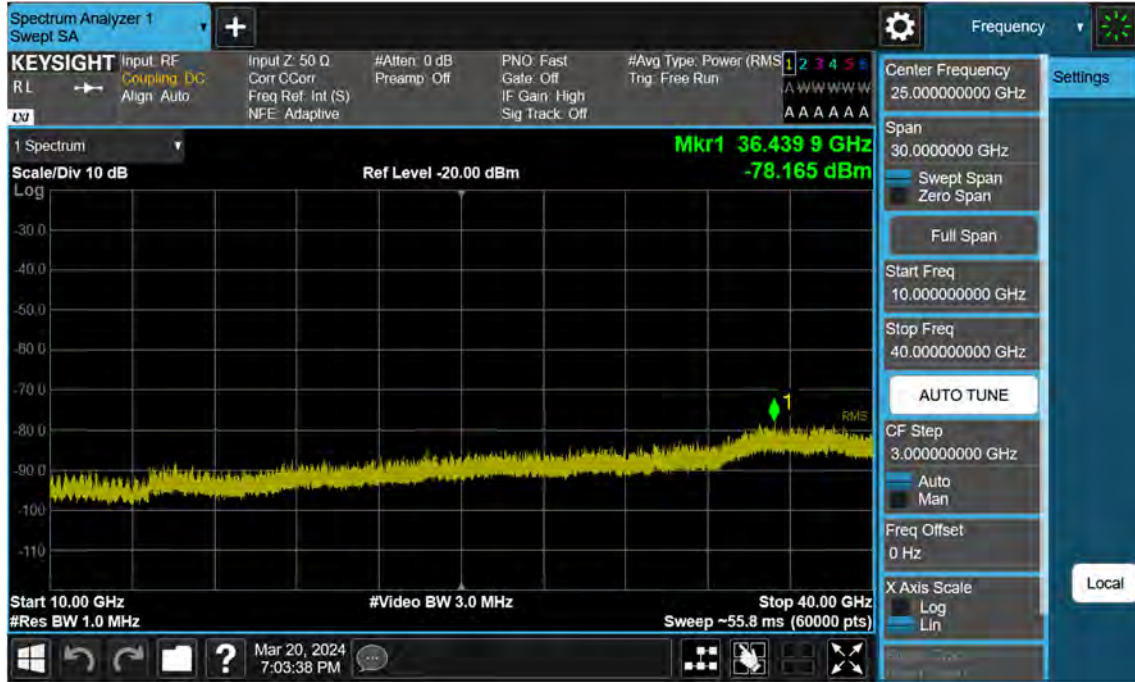 Spectrum Analyzer 1
Swept SA
Frequency
KEYSIGHT
RL
LXI
Input: RF
Coupling: DC
Align: Auto
Input Z: 50 Ω
Corr CCorr
Freq Ref: Int (S)
NFE: Adaptive
#Atten: 0 dB
Preamp: Off
PNO: Fast
Gate: Off
IF Gain: High
Sig Track: Off
#Avg Type: Power (RMS
Trig: Free Run
1 2 3 4 5 6
A W W W W W
A A A A A A
Center Frequency
25.000000000 GHz
Settings
1 Spectrum
Mkr1 36.439 9 GHz
Scale/Div 10 dB
Ref Level -20.00 dBm
-78.165 dBm
Log
-30.0
-40.0
-50.0
-60.0
-70.0
-80.0
-90.0
-100
-110
1
RMS
Span
30.0000000 GHz
Swept Span
Zero Span
Full Span
Start Freq
10.000000000 GHz
Stop Freq
40.000000000 GHz
AUTO TUNE
CF Step
3.000000000 GHz
Auto
Man
Freq Offset
0 Hz
X Axis Scale
Log
Lin
Local
Start 10.00 GHz
#Video BW 3.0 MHz
Stop 40.00 GHz
#Res BW 1.0 MHz
Sweep ~55.8 ms (60000 pts)
?
Mar 20, 2024
7:03:38 PM